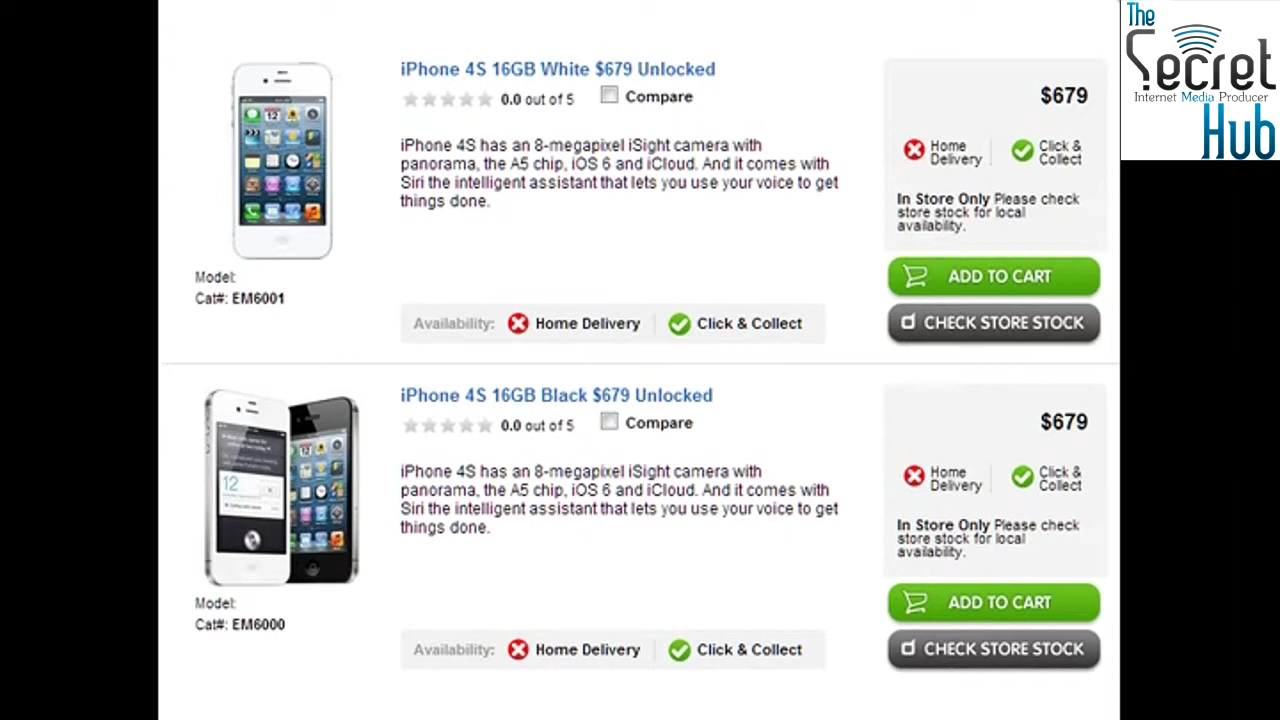 The
Secret
Internet Media Producer
Hub
iPhone 4S 16GB White $679 Unlocked
0.0 out of 5 Compare
iPhone 4S has an 8-megapixel iSight camera with
panorama, the A5 chip, iOS 6 and iCloud. And it comes with
Siri the intelligent assistant that lets you use your voice to get
things done.
Model:
Cat#: EM6001
Availability: Home Delivery Click & Collect
$679
Home
Delivery
Click &
Collect
In Store Only Please check
store stock for local
availability.
ADD TO CART
CHECK STORE STOCK
iPhone 4S 16GB Black $679 Unlocked
0.0 out of 5 Compare
iPhone 4S has an 8-megapixel iSight camera with
panorama, the A5 chip, iOS 6 and iCloud. And it comes with
Siri the intelligent assistant that lets you use your voice to get
things done.
12
Model:
Cat#: EM6000
Availability: Home Delivery Click & Collect
$679
Home
Delivery
Click &
Collect
In Store Only Please check
store stock for local
availability.
ADD TO CART
CHECK STORE STOCK